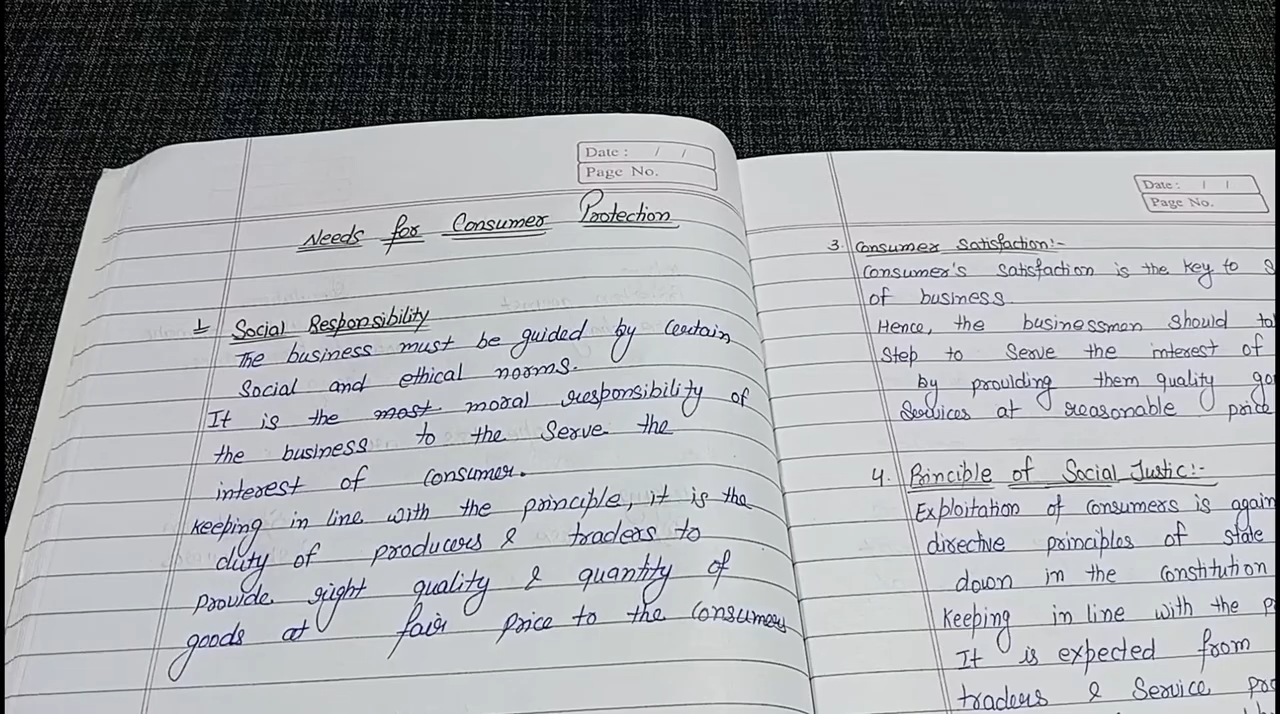 Date : / /
Page No.
Needs for Consumer Protection
1 Social Responsibility
The business must be guided by certain
Social and ethical norms.
It is the most moral responsibility of
the business to the Serve the
interest of consumer.
keeping in line with the principle, it is the
duty of producers & traders to
provide right quality & quantity of
goods at fair price to the consumers
Date : / /
Page No.
3. Consumer Satisfaction:-
Consumer's satisfaction is the key to S
of business.
Hence, the businessmen should ta
Step to Serve the interest of
by providing them quality go
Services at reasonable price
4. Princible of Social Justic:-
Exploitation of consumers is again
directive principles of state
down in the constitution
keeping in line with the p
It is expected from
traders & Service pro